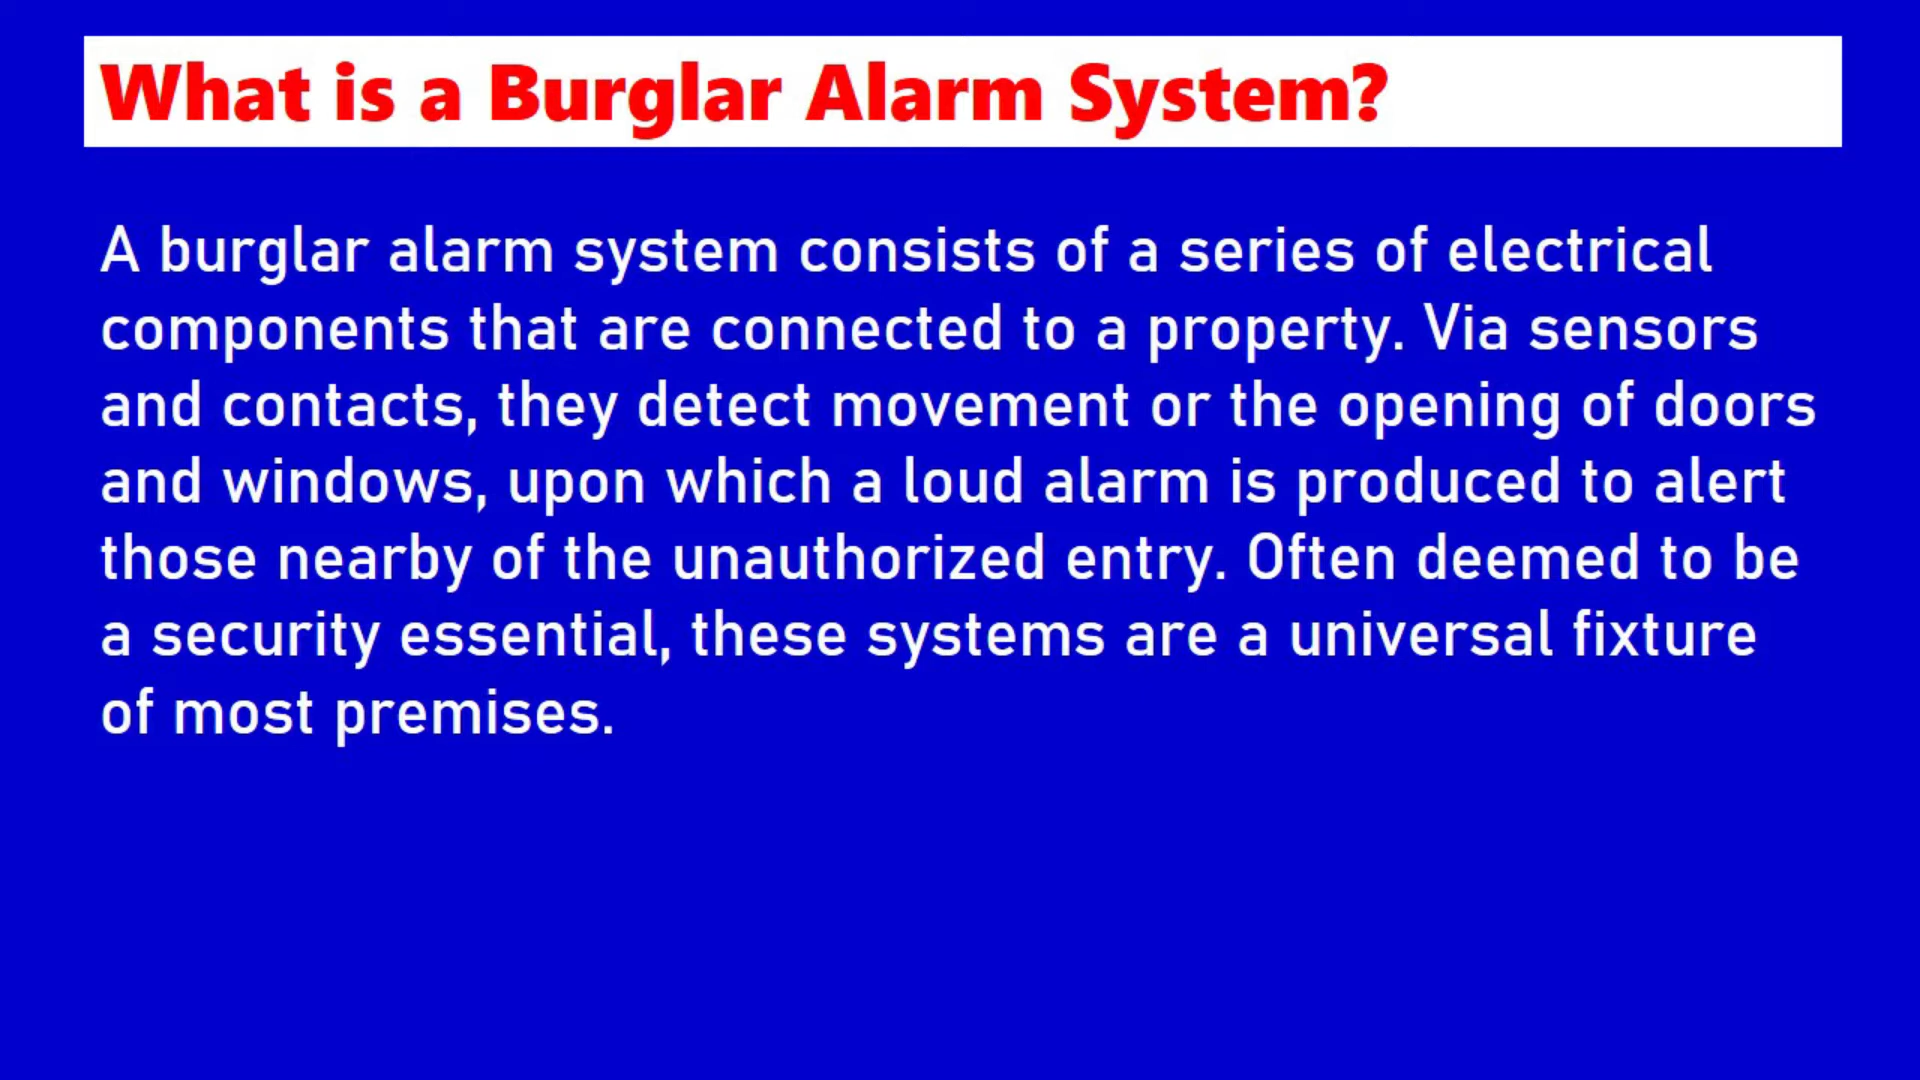 What is a Burglar Alarm System?
A burglar alarm system consists of a series of electrical
components that are connected to a property. Via sensors
and contacts, they detect movement or the opening of doors
and windows, upon which a loud alarm is produced to alert
those nearby of the unauthorized entry. Often deemed to be
a security essential, these systems are a universal fixture
of most premises.